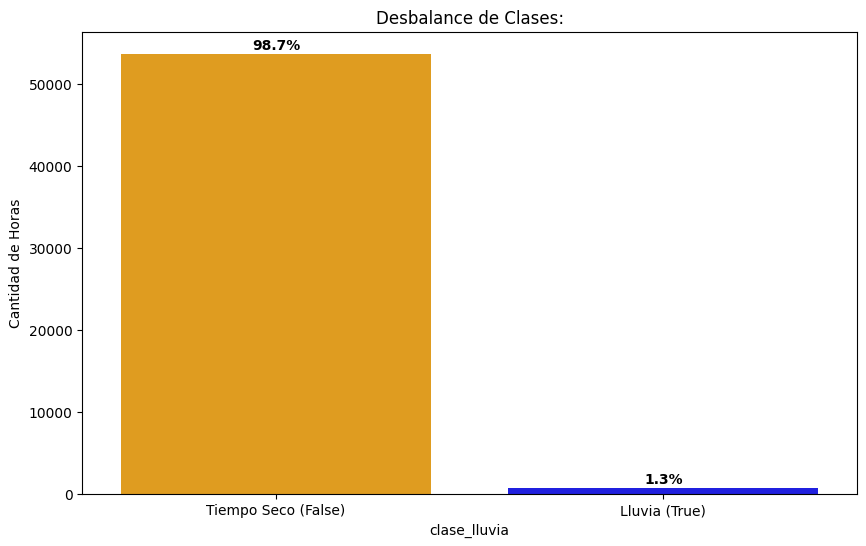 Desbalance de Clases:
98.7%
1.3%
Cantidad de Horas
50000
40000
30000
20000
10000
0
Tiempo Seco (False)
Lluvia (True)
clase_lluvia